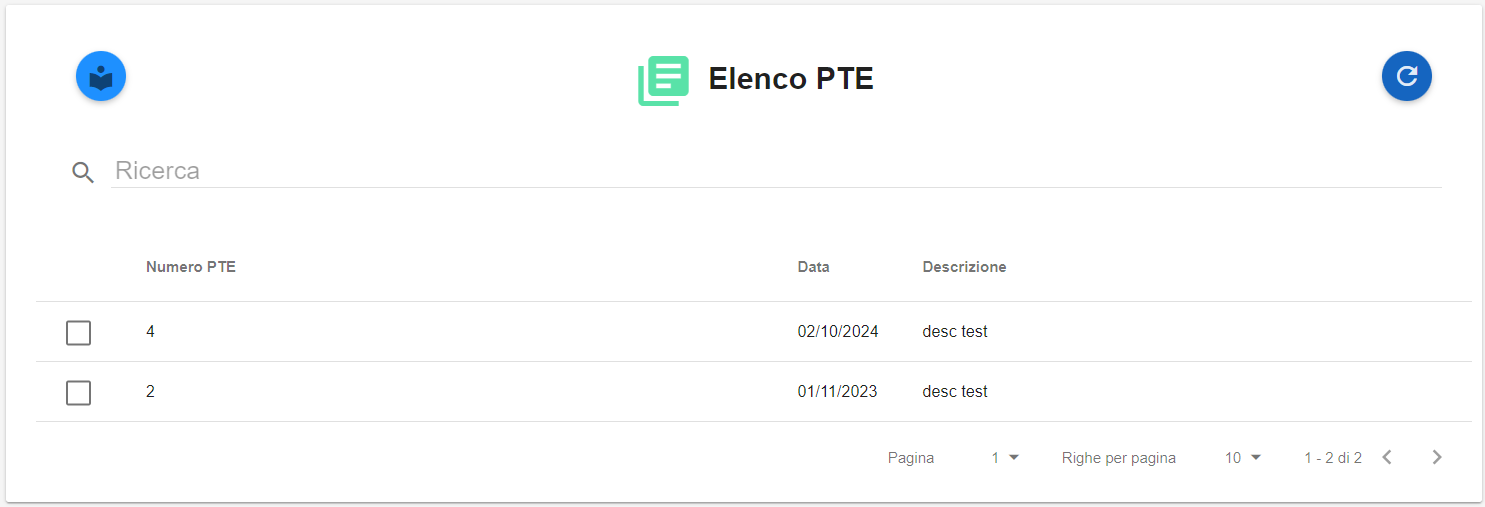 Elenco PTE
Ricerca
Numero PTE Data Descrizione
4 02/10/2024 desc test
2 01/11/2023 desc test
Pagina 1 Righe per pagina 10 1 - 2 di 2